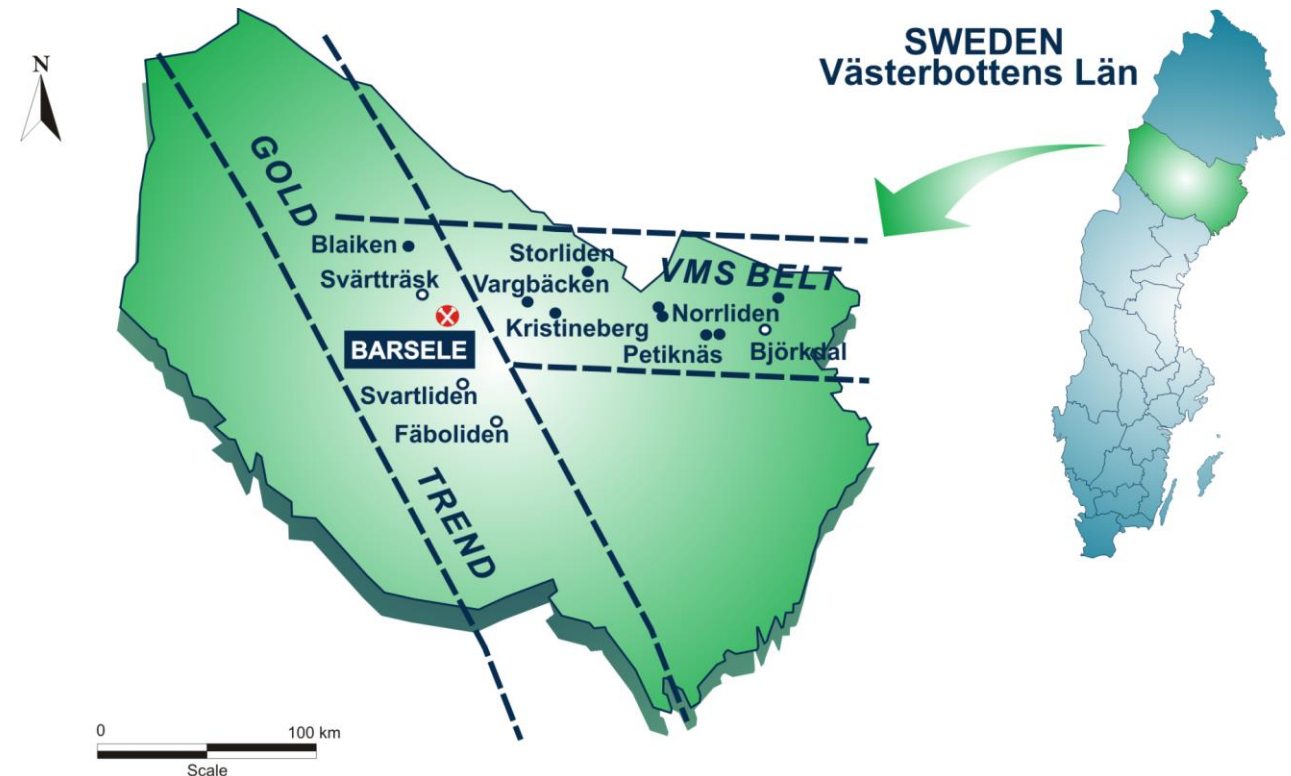 SWEDEN
Västerbottens Län
N
GOLD
Blaiken
Storliden
VMS BELT
Svärtträsk
Vargbäcken
Kristineberg
Norrliden
BARSELE
Petiknäs
Björkdal
Svartliden
Fäboliden
TREND
0
100 km
Scale